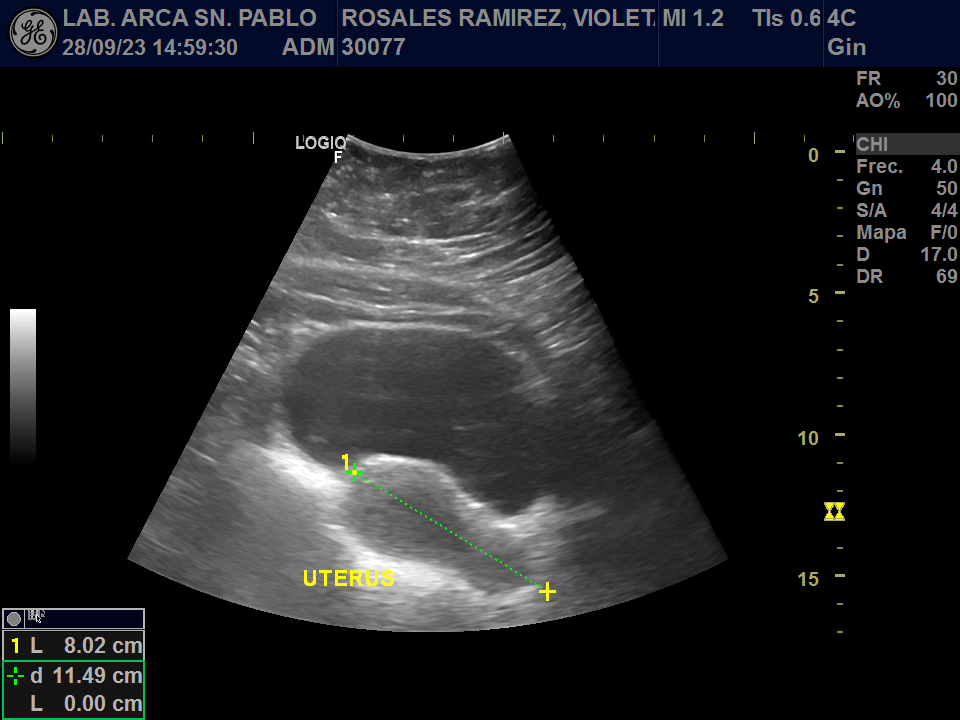 LAB. ARCA SN. PABLO
28/09/23 14:59:30 ADM
ROSALES RAMIREZ, VIOLET
30077
MI 1.2 TIs 0.6
4C
Gin
FR 30
AO% 100
CHI
Frec. 4.0
Gn 50
S/A 4/4
Mapa F/0
D 17.0
DR 69
LOGIQ
F
0
5
10
15
1
UTERUS
1 L 8.02 cm
d 11.49 cm
L 0.00 cm